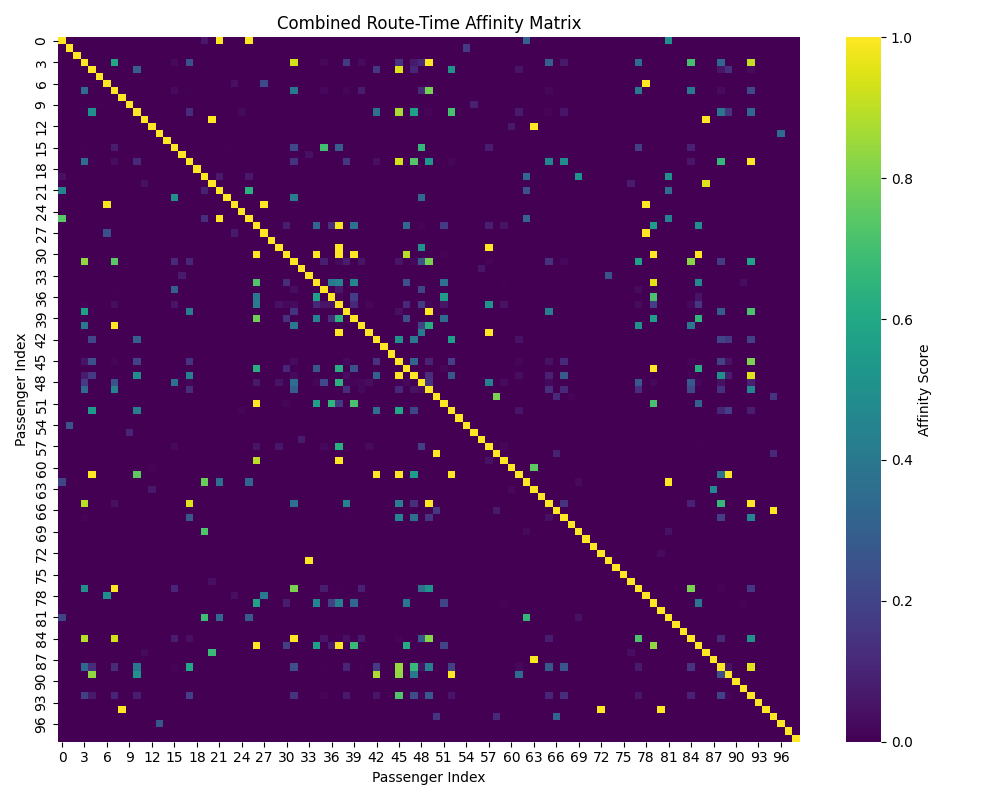 Combined Route-Time Affinity Matrix
Passenger Index
0 3 6 9 12 15 18 21 24 27 30 33 36 39 42 45 48 51 54 57 60 63 66 69 72 75 78 81 84 87 90 93 96
0 3 6 9 12 15 18 21 24 27 30 33 36 39 42 45 48 51 54 57 60 63 66 69 72 75 78 81 84 87 90 93 96
Passenger Index
1.0
0.8
0.6
0.4
0.2
0.0
Affinity Score